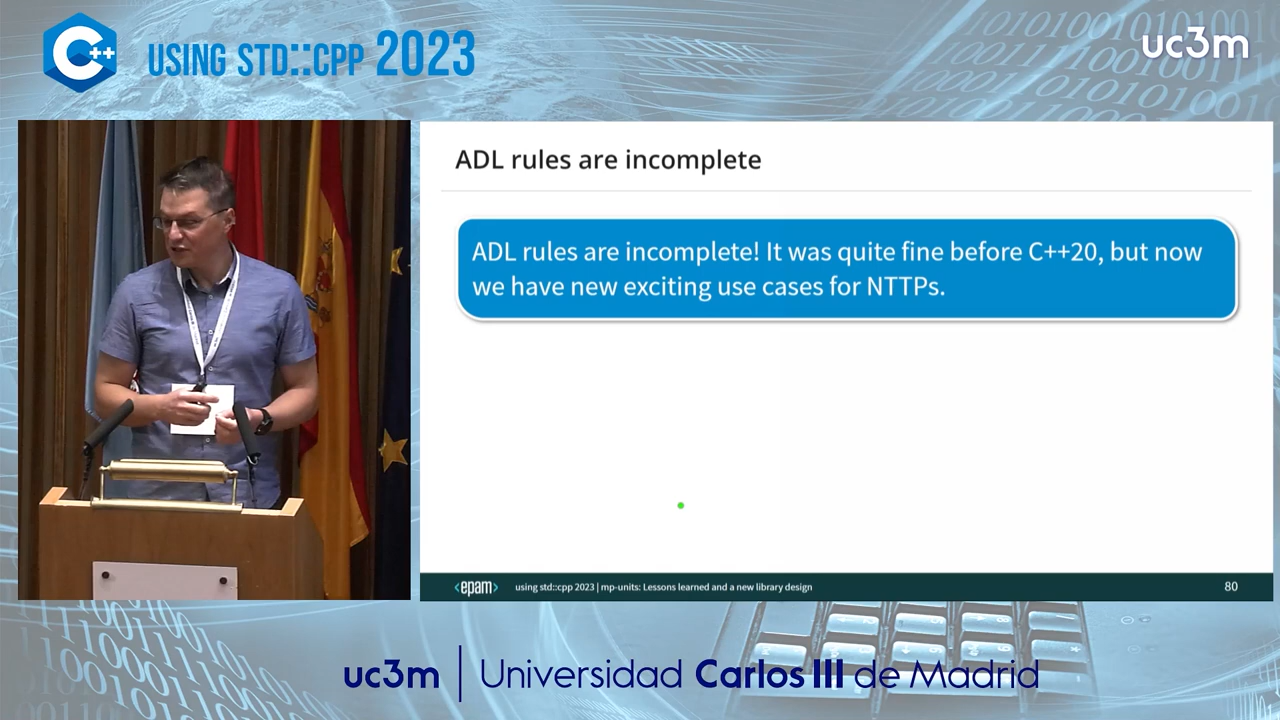 C++
USING STD::CPP 2023
uc3m
ADL rules are incomplete
ADL rules are incomplete! It was quite fine before C++20, but now
we have new exciting use cases for NTTPs.
<epam>
using std::cpp 2023 | mp-units: Lessons learned and a new library design
80
uc3m | Universidad Carlos III de Madrid